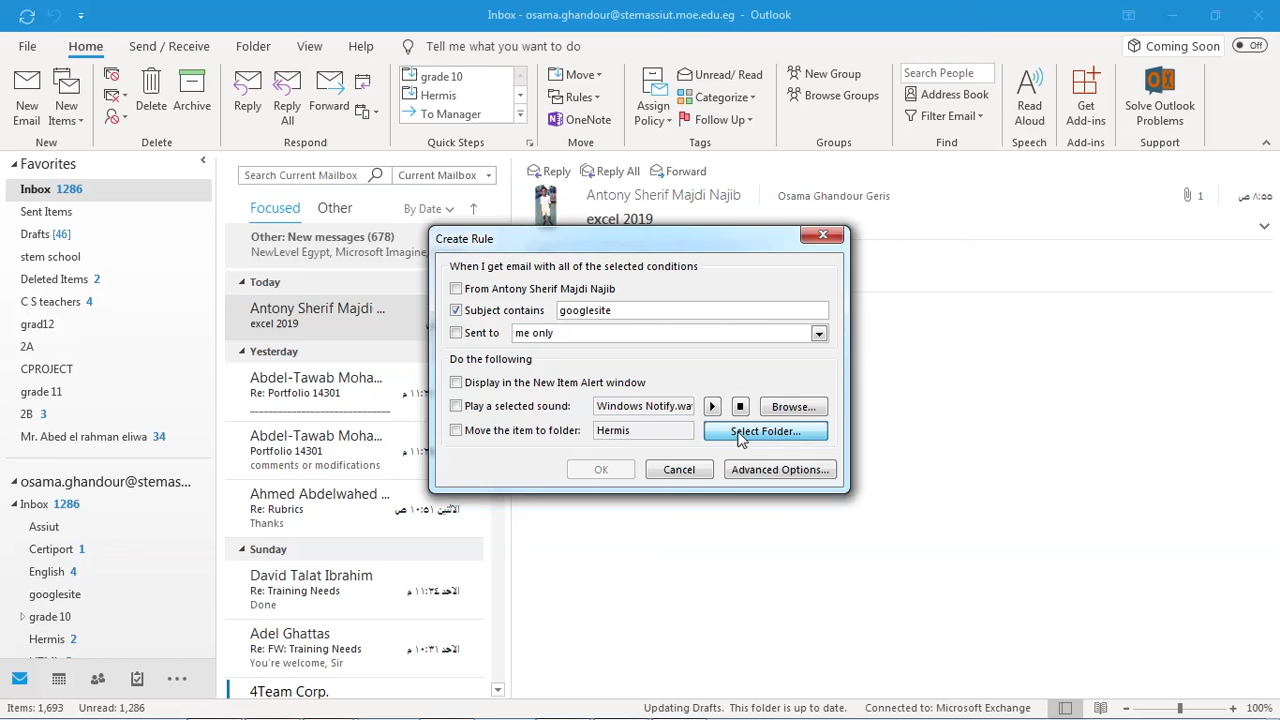 Inbox - osama.ghandour@stemassiut.moe.edu.eg - Outlook
File Home Send / Receive Folder View Help Tell me what you want to do Coming Soon Off
New Email
New Items
Delete
Archive
Reply
Reply All
Forward
grade 10
Hermis
To Manager
Move
Rules
OneNote
Assign Policy
Unread/ Read
Categorize
Follow Up
New Group
Browse Groups
Search People
Address Book
Filter Email
Read Aloud
Get Add-ins
Solve Outlook Problems
New Delete Respond Quick Steps Move Tags Groups Find Speech Add-ins Support
Favorites
Inbox 1286
Sent Items
Drafts [46]
stem school
Deleted Items 2
C S teachers 4
grad12
2A
CPROJECT
grade 11
2B 3
Mr. Abed el rahman eliwa
osama.ghandour@stemas...
Inbox 1286
Assiut
Certiport 1
English 4
googlesite
grade 10
Hermis 2
Search Current Mailbox Current Mailbox
Focused Other By Date
Other: New messages (678)
NewLevel Egypt, Microsoft Imagine,
Today
Antony Sherif Majdi ...
excel 2019
Yesterday
Abdel-Tawab Moha...
Re: Portfolio 14301
Abdel-Tawab Moha...
Portfolio 14301
comments or modifications
Ahmed Abdelwahed ...
Re: Rubrics الاثنين ١٠:٥١ ص
Thanks
Sunday
David Talat Ibrahim
Re: Training Needs الاحد ١١:٣٤ م
Done
Adel Ghattas
Re: FW: Training Needs الاحد ١٠:٣١ م
You're welcome, Sir
4Team Corp.
Reply Reply All Forward
Antony Sherif Majdi Najib Osama Ghandour Geris 1 ٨:٥٥ ص
excel 2019
Create Rule
When I get email with all of the selected conditions
From Antony Sherif Majdi Najib
Subject contains googlesite
Sent to me only
Do the following
Display in the New Item Alert window
Play a selected sound: Windows Notify.wa Browse...
Move the item to folder: Hermis Select Folder...
OK Cancel Advanced Options...
Items: 1,693 Unread: 1,286 Updating Drafts. This folder is up to date. Connected to: Microsoft Exchange 100%